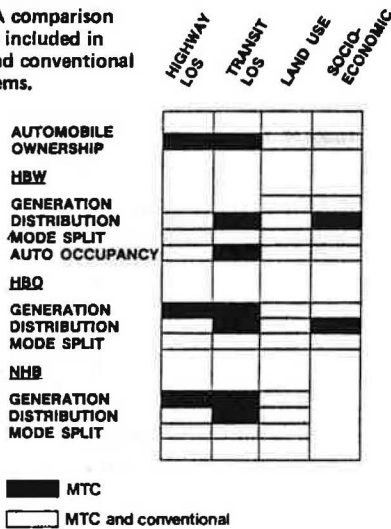 A comparison
included in
nd conventional
ems.
HIGHWAY
LOS
TRANSIT
LOS
LAND USE
SOCIO-
ECONOMIC
AUTOMOBILE
OWNERSHIP
HBW
GENERATION
DISTRIBUTION
MODE SPLIT
AUTO OCCUPANCY
HBO
GENERATION
DISTRIBUTION
MODE SPLIT
NHB
GENERATION
DISTRIBUTION
MODE SPLIT
MTC
MTC and conventional